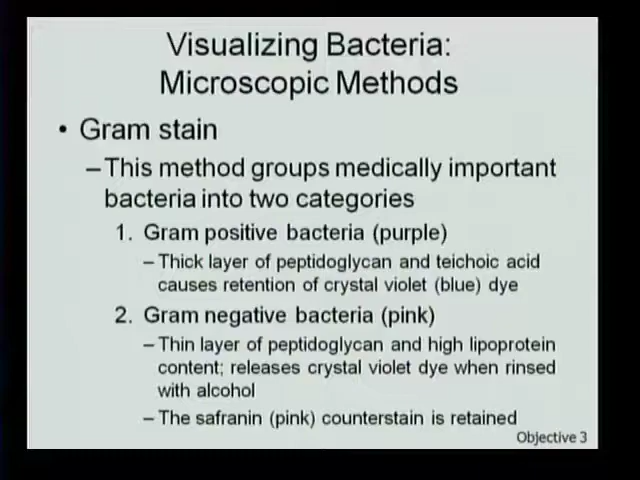 Visualizing Bacteria:
Microscopic Methods
• Gram stain
–This method groups medically important
bacteria into two categories
1. Gram positive bacteria (purple)
–Thick layer of peptidoglycan and teichoic acid
causes retention of crystal violet (blue) dye
2. Gram negative bacteria (pink)
–Thin layer of peptidoglycan and high lipoprotein
content; releases crystal violet dye when rinsed
with alcohol
–The safranin (pink) counterstain is retained
Objective 3